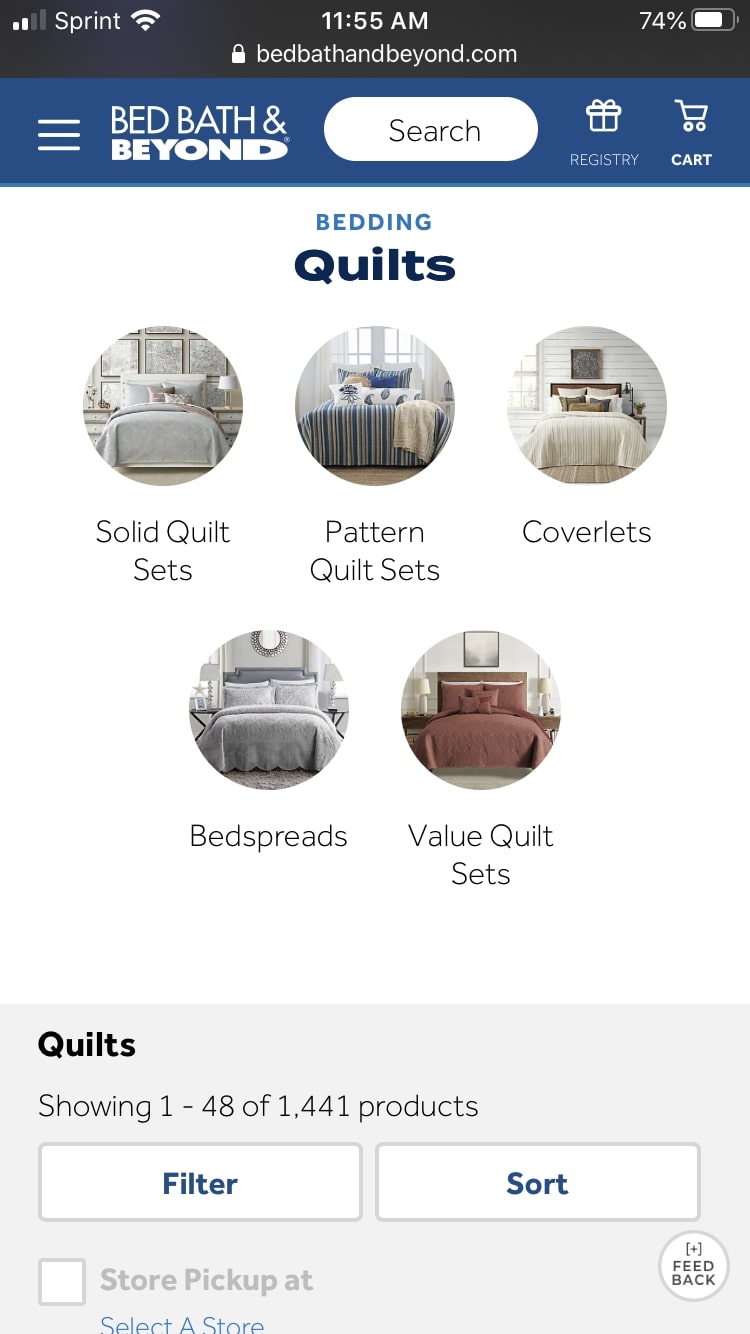 Sprint 11:55 AM 74%
bedbathandbeyond.com
BED BATH &
BEYOND®
Search
REGISTRY
CART
BEDDING
Quilts
Solid Quilt
Sets
Pattern
Quilt Sets
Coverlets
Bedspreads
Value Quilt
Sets
Quilts
Showing 1 - 48 of 1,441 products
Filter
Sort
Store Pickup at
Select A Store
[+]
FEED
BACK